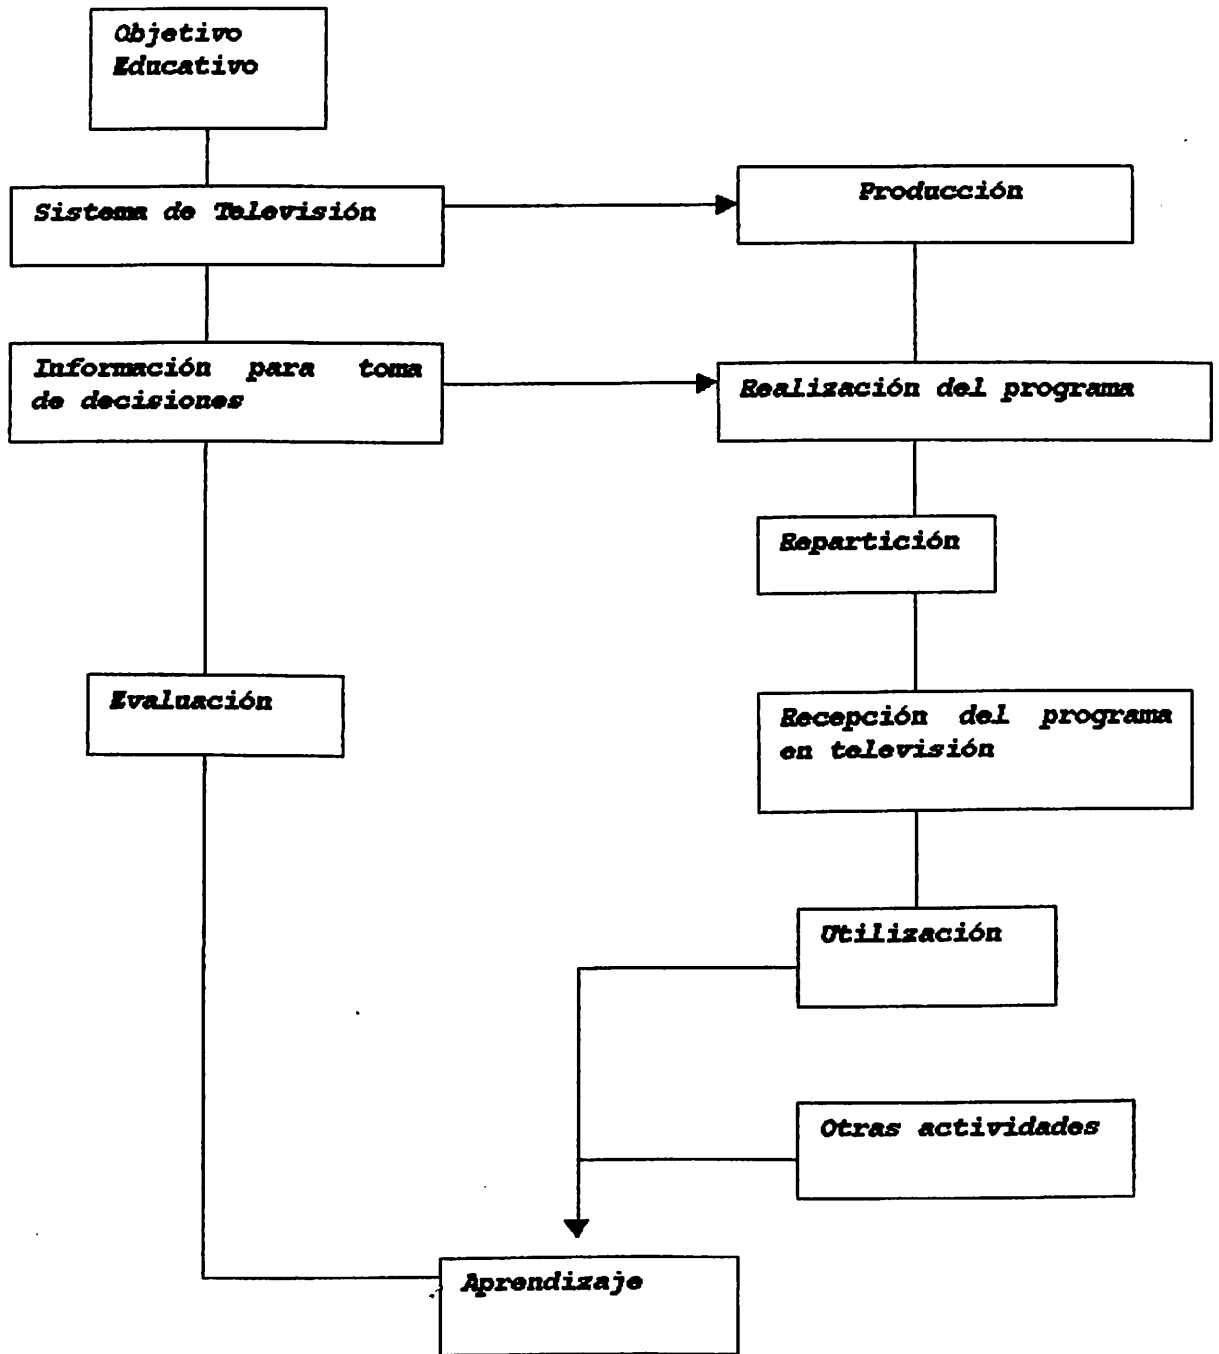 Objetivo
Educativo
Sistema de Televisión
Producción
Información para toma
de decisiones
Realización del programa
Repartición
Evaluación
Recepción del programa
en televisión
Utilización
Otras actividades
Aprendizaje